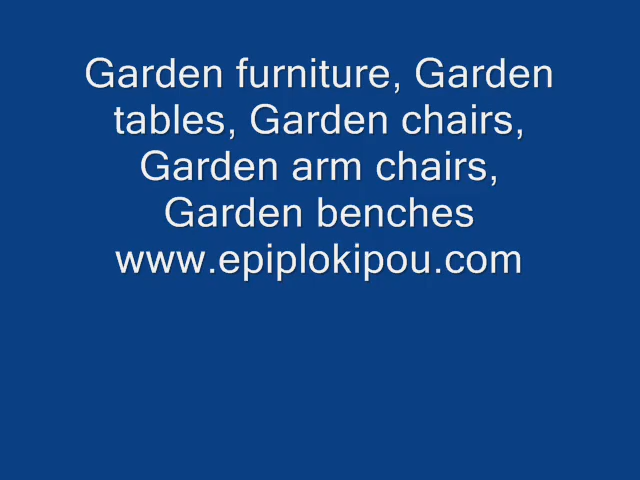 Garden furniture, Garden
tables, Garden chairs,
Garden arm chairs,
Garden benches
www.epiplokipou.com